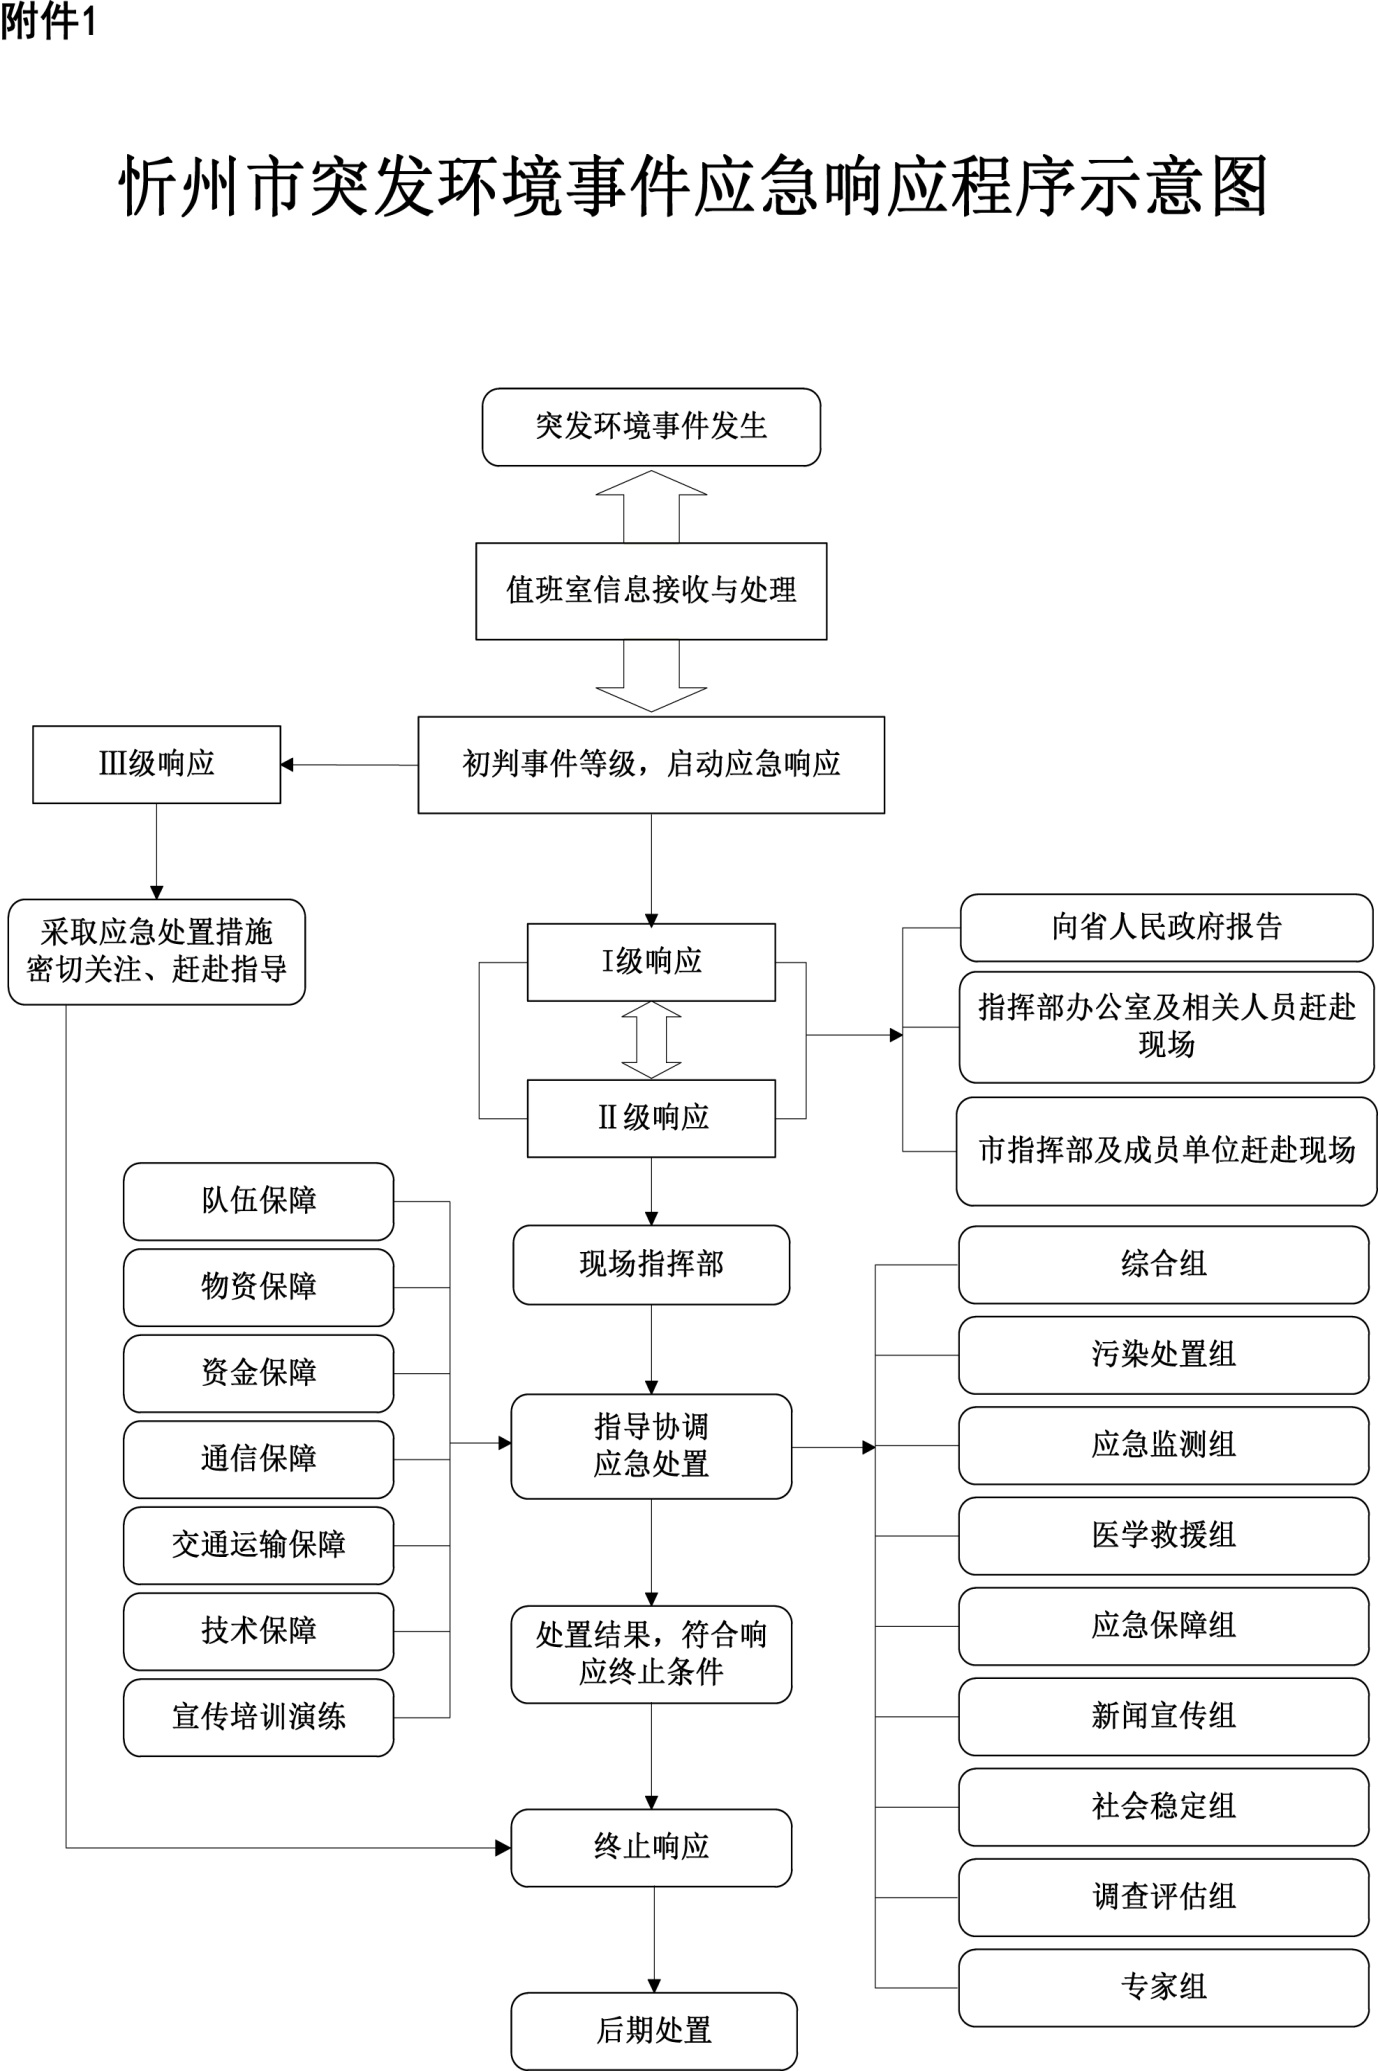 附件1
忻州市突发环境事件应急响应程序示意图
突发环境事件发生
值班室信息接收与处理
Ⅲ级响应
初判事件等级，启动应急响应
采取应急处置措施
密切关注、赶赴指导
Ⅰ级响应
Ⅱ级响应
向省人民政府报告
指挥部办公室及相关人员赶赴
现场
市指挥部及成员单位赶赴现场
队伍保障
物资保障
资金保障
通信保障
交通运输保障
技术保障
宣传培训演练
现场指挥部
指导协调
应急处置
处置结果，符合响
应终止条件
终止响应
后期处置
综合组
污染处置组
应急监测组
医学救援组
应急保障组
新闻宣传组
社会稳定组
调查评估组
专家组